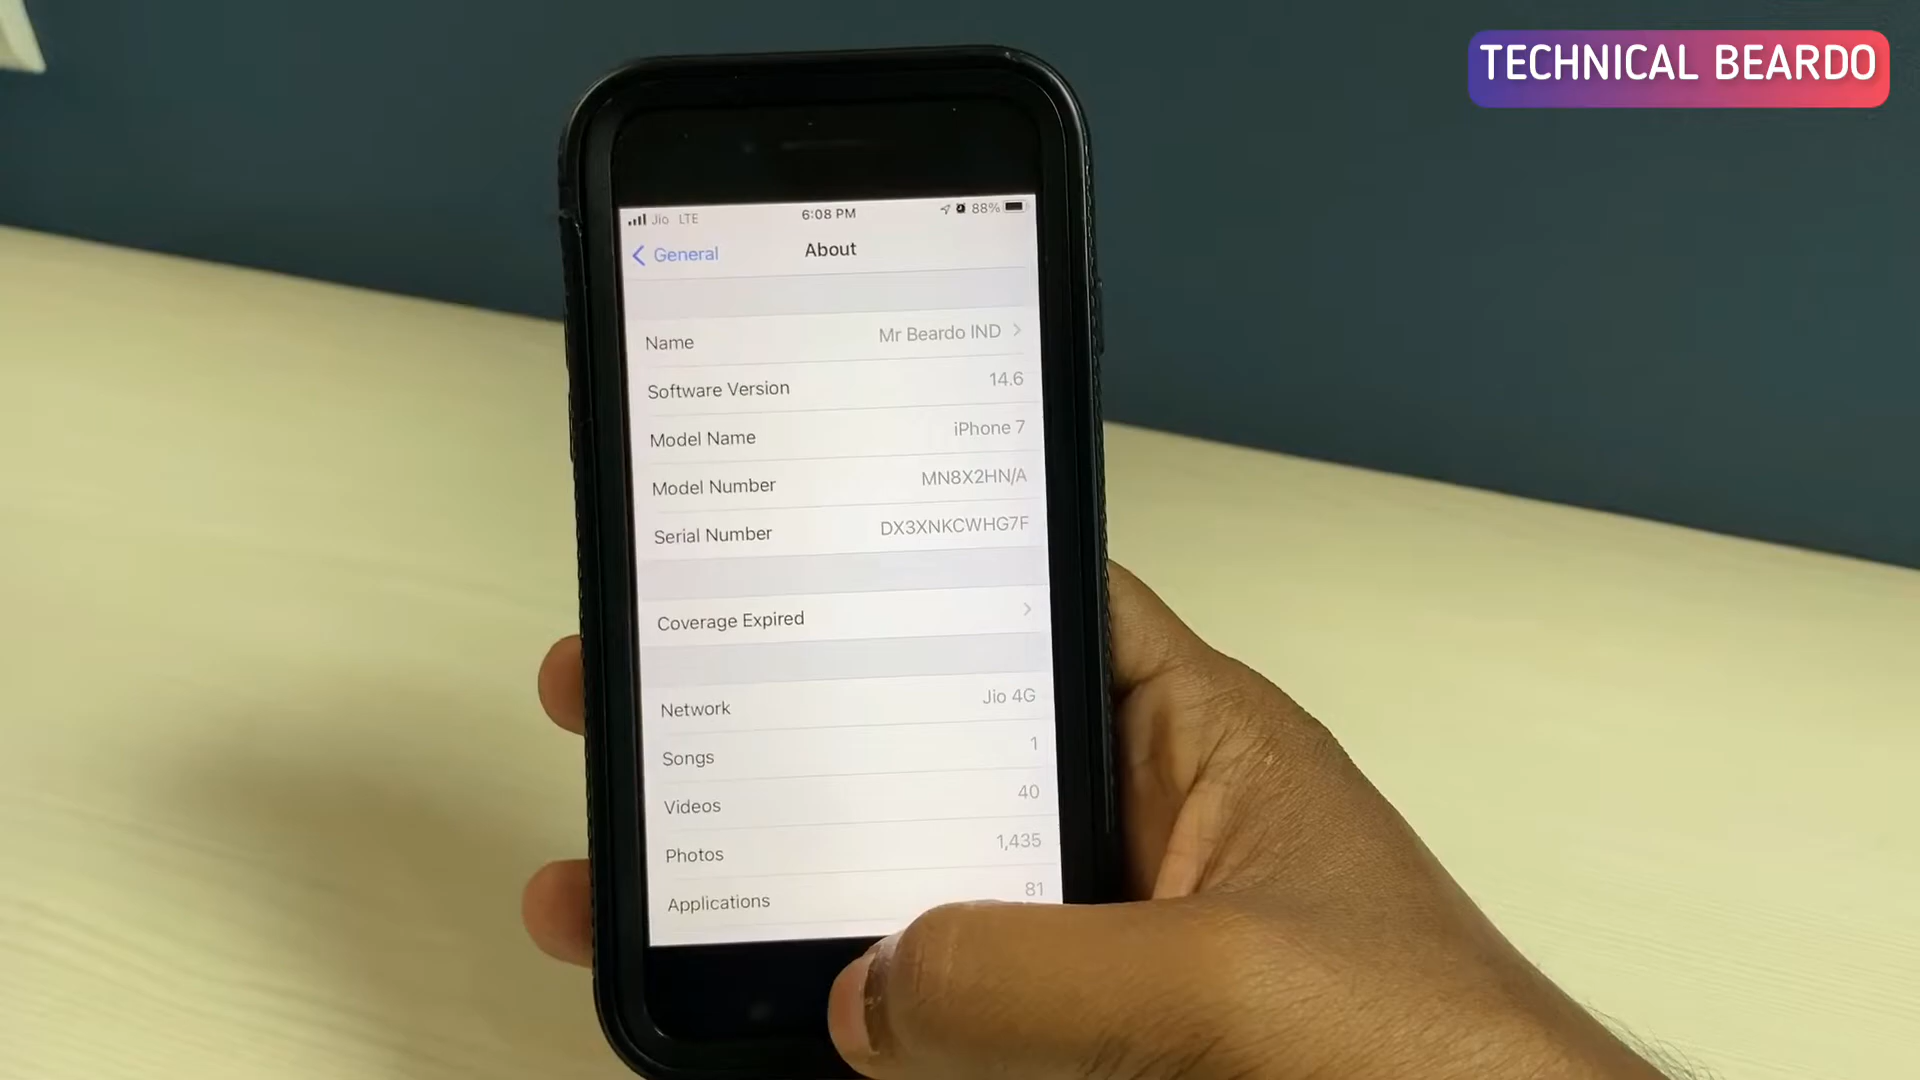 TECHNICAL BEARDO
Jio LTE 6:08 PM 88%
General About
Name Mr Beardo IND
Software Version 14.6
Model Name iPhone 7
Model Number MN8X2HN/A
Serial Number DX3XNKCWHG7F
Coverage Expired
Network Jio 4G
Songs 1
Videos 40
Photos 1,435
Applications 81